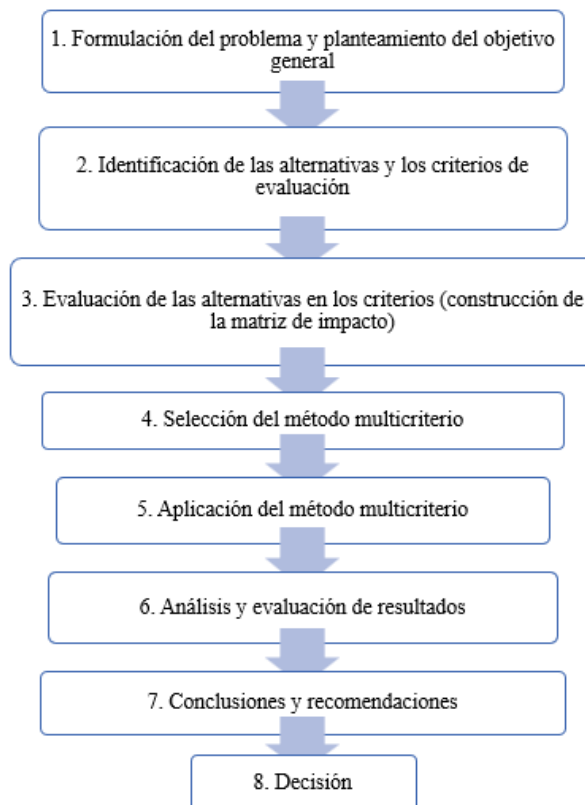 1. Formulación del problema y planteamiento del objetivo
general
2. Identificación de las alternativas y los criterios de
evaluación
3. Evaluación de las alternativas en los criterios (construcción de
la matriz de impacto)
4. Selección del método multicriterio
5. Aplicación del método multicriterio
6. Análisis y evaluación de resultados
7. Conclusiones y recomendaciones
8. Decisión